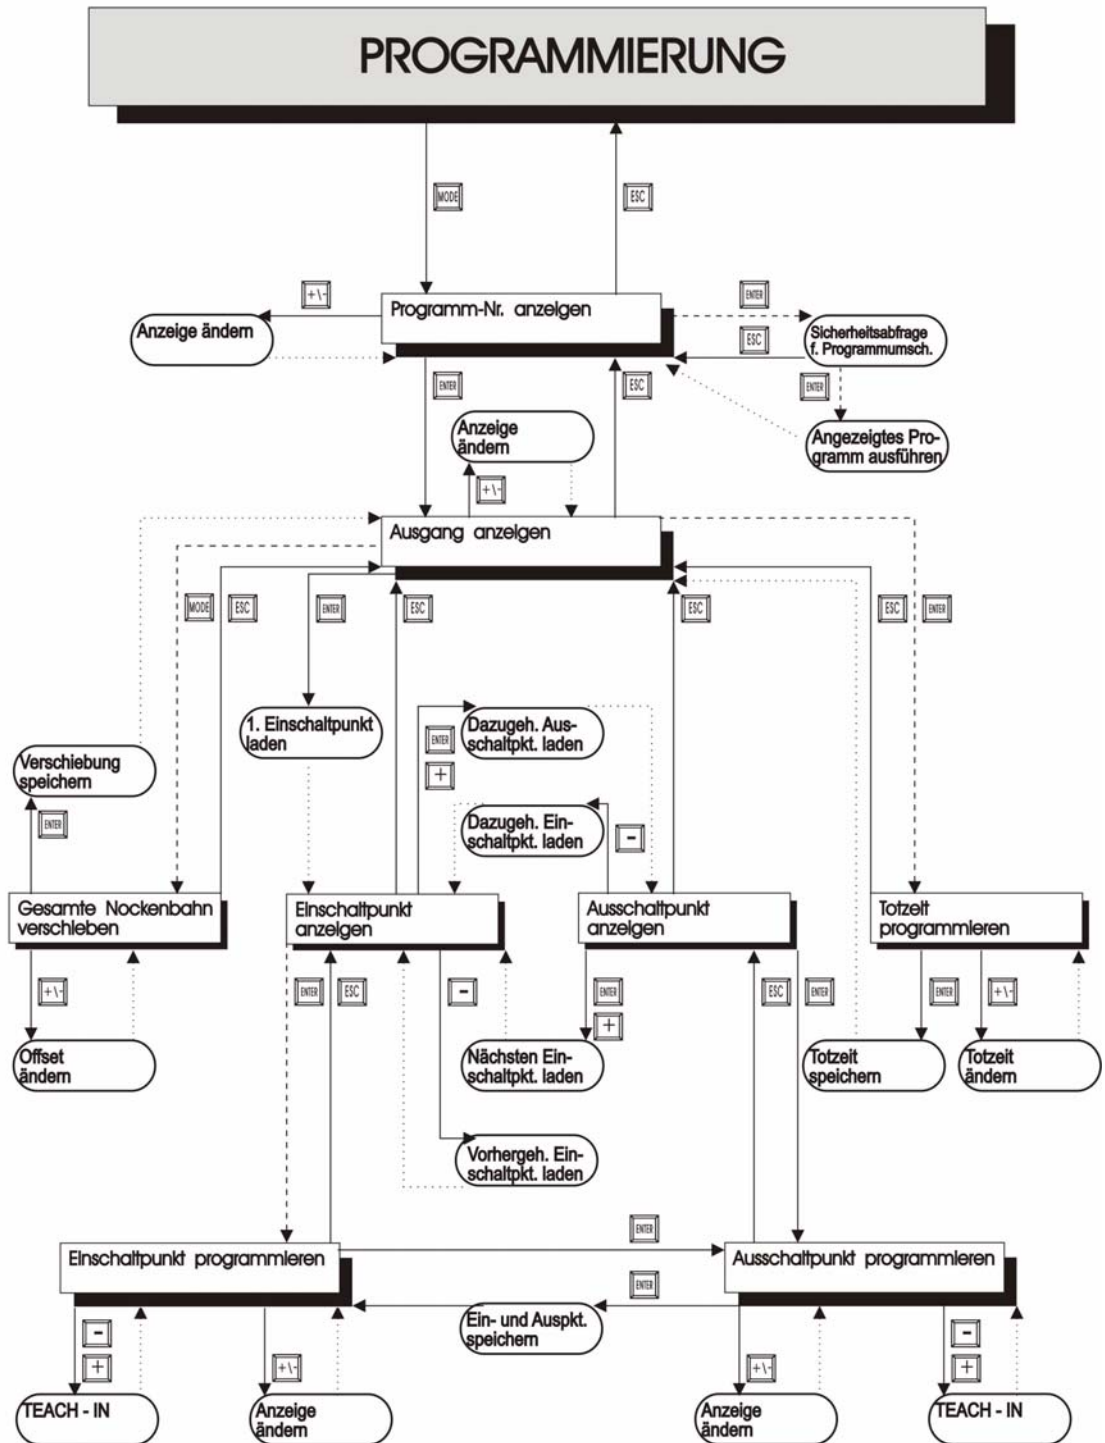 PROGRAMMIERUNG
MODE
ESC
+\-
Programm-Nr. anzeigen
ENTER
Anzeige ändern
ESC
Sicherheitsabfrage
f. Programmumsch.
ENTER
ESC
ENTER
Anzeige
ändern
Angezeigtes Pro-
gramm ausführen
+\-
Ausgang anzeigen
MODE
ESC
ENTER
ESC
ESC
ESC
ENTER
1. Einschaltpunkt
laden
Dazugeh. Aus-
schaltpkt. laden
ENTER
+
Verschiebung
speichern
ENTER
Dazugeh. Ein-
schaltpkt. laden
-
Gesamte Nockenbahn
verschieben
Einschaltpunkt
anzeigen
Ausschaltpunkt
anzeigen
Totzeit
programmieren
+\-
ENTER
ESC
-
ENTER
+
ESC
ENTER
ENTER
+\-
Offset
ändern
Nächsten Ein-
schaltpkt. laden
Totzeit
speichern
Totzeit
ändern
Vorhergeh. Ein-
schaltpkt. laden
ENTER
Einschaltpunkt programmieren
Ausschaltpunkt programmieren
ENTER
Ein- und Auspkt.
speichern
-
+
+\-
+\-
-
+
TEACH - IN
Anzeige
ändern
Anzeige
ändern
TEACH - IN